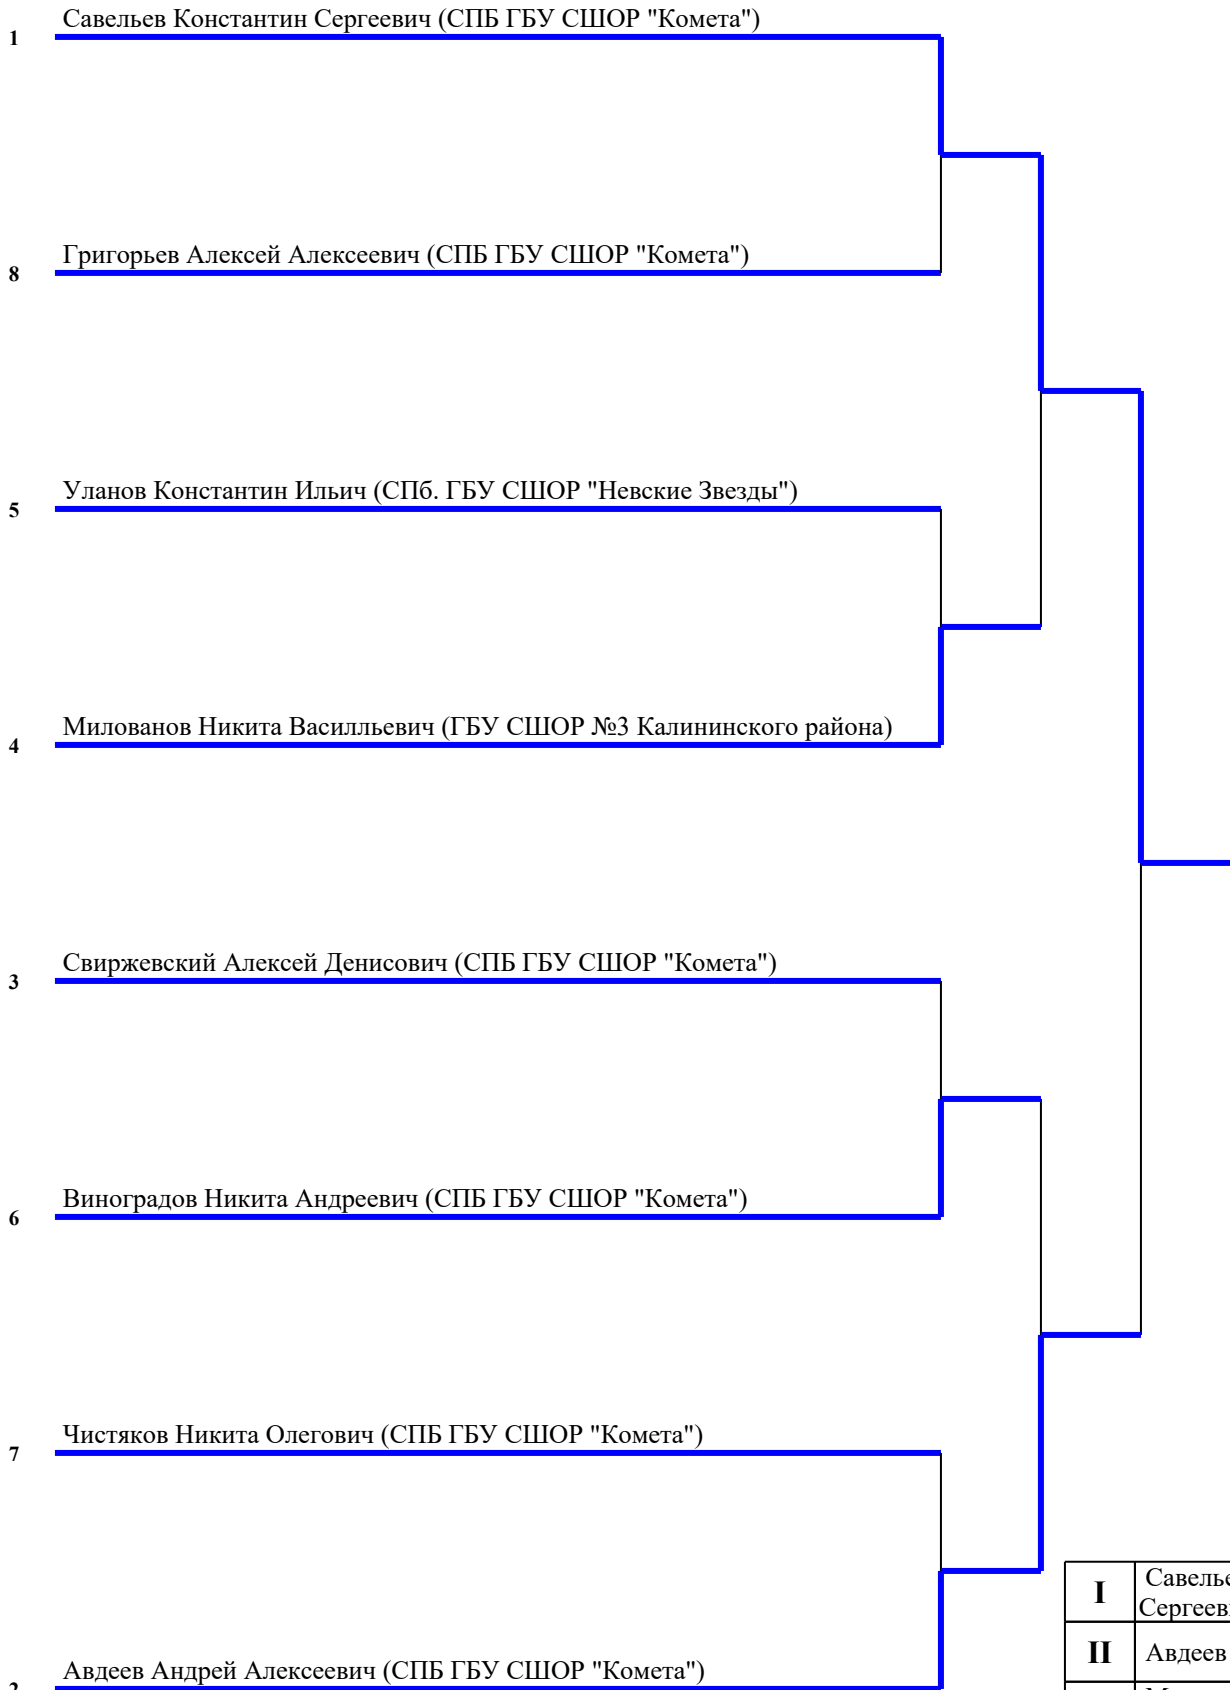 Савельев Константин Сергеевич (СПБ ГБУ СШОР "Комета")
1
Григорьев Алексей Алексеевич (СПБ ГБУ СШОР "Комета")
8
Уланов Константин Ильич (СПб. ГБУ СШОР "Невские Звезды")
5
Милованов Никита Василльевич (ГБУ СШОР №3 Калининского района)
4
Свиржевский Алексей Денисович (СПБ ГБУ СШОР "Комета")
3
Виноградов Никита Андреевич (СПБ ГБУ СШОР "Комета")
6
Чистяков Никита Олегович (СПБ ГБУ СШОР "Комета")
7
I
II Авдеев
Авдеев Андрей Алексеевич (СПБ ГБУ СШОР "Комета")